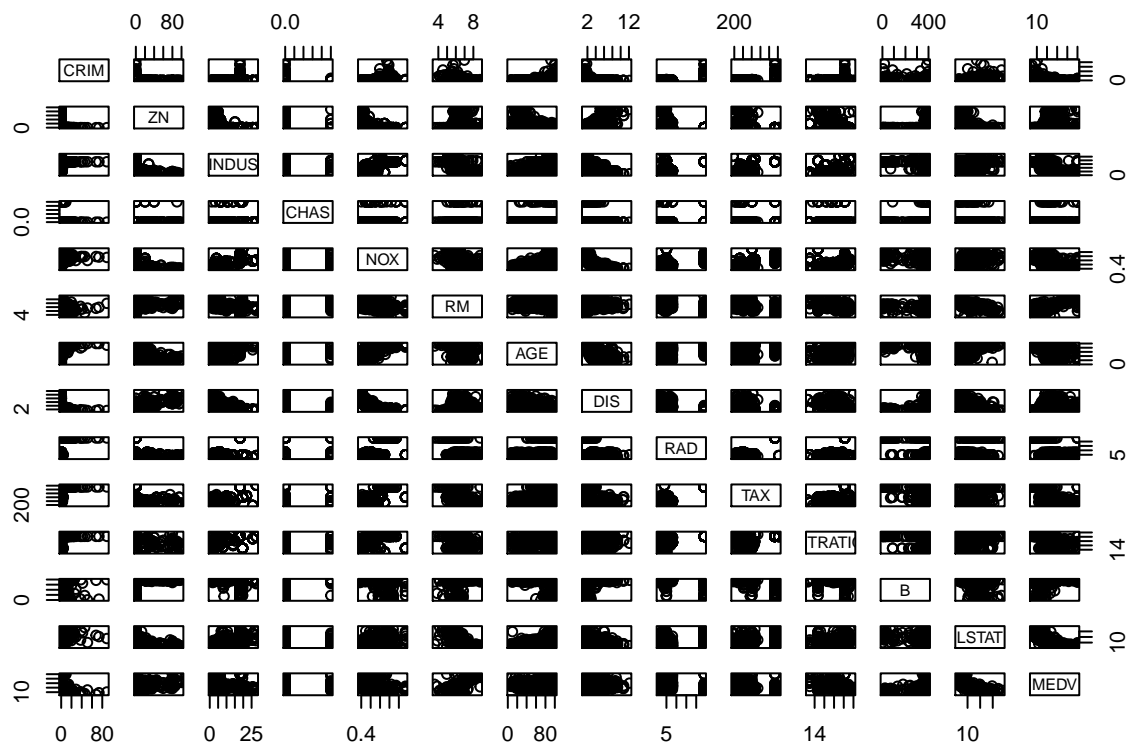 0 80 0.0 4 8 2 12 200 0 400 10
CRIM 0
0 ZN
INDUS 0
0.0 CHAS
NOX 0.4
4 RM
AGE 0
2 DIS
RAD 5
200 TAX
TRATIO 14
0 B
LSTAT 10
10 MEDV
0 80 0 25 0.4 0 80 5 14 10